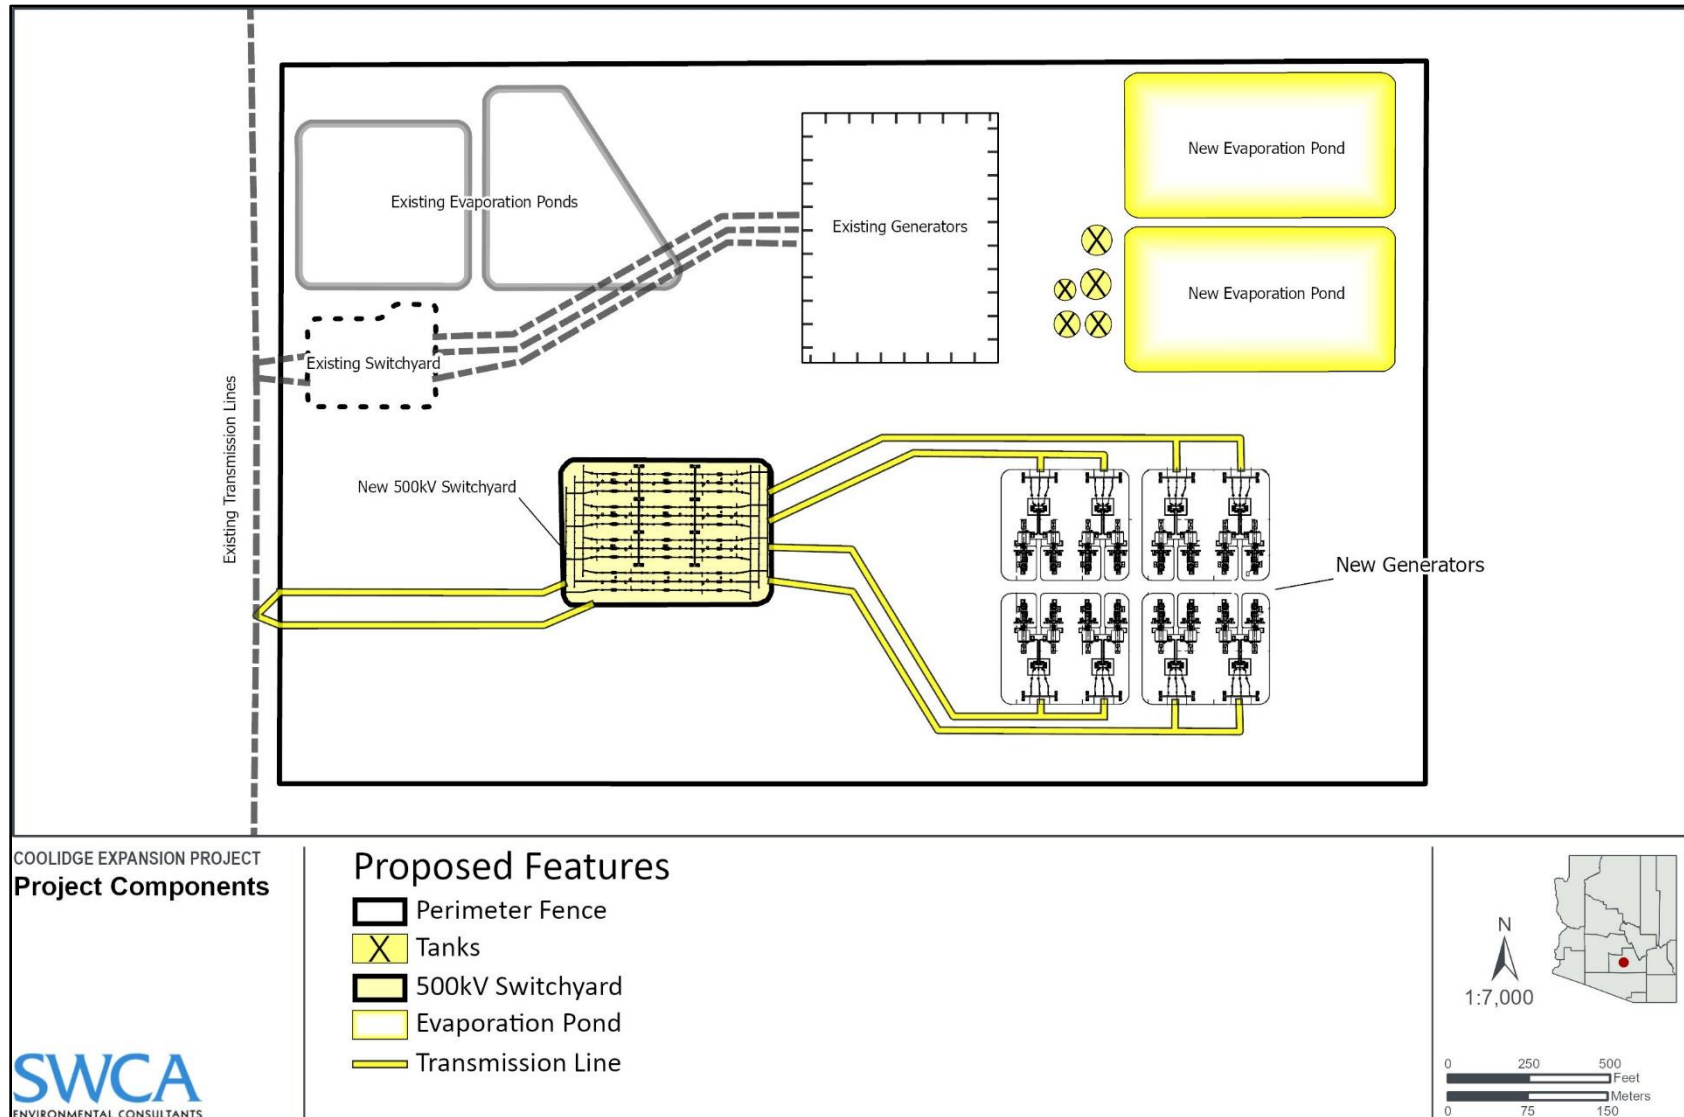 New Evaporation Pond
Existing Evaporation Ponds
Existing Generators
New Evaporation Pond
Existing Switchyard
Existing Transmission Lines
New 500kV Switchyard
New Generators
COOLIDGE EXPANSION PROJECT
Project Components
SWCA
ENVIRONMENTAL CONSULTANTS
Proposed Features
Perimeter Fence
X Tanks
500kV Switchyard
Evaporation Pond
Transmission Line
N
1:7,000
0 250 500
Feet
Meters
0 75 150